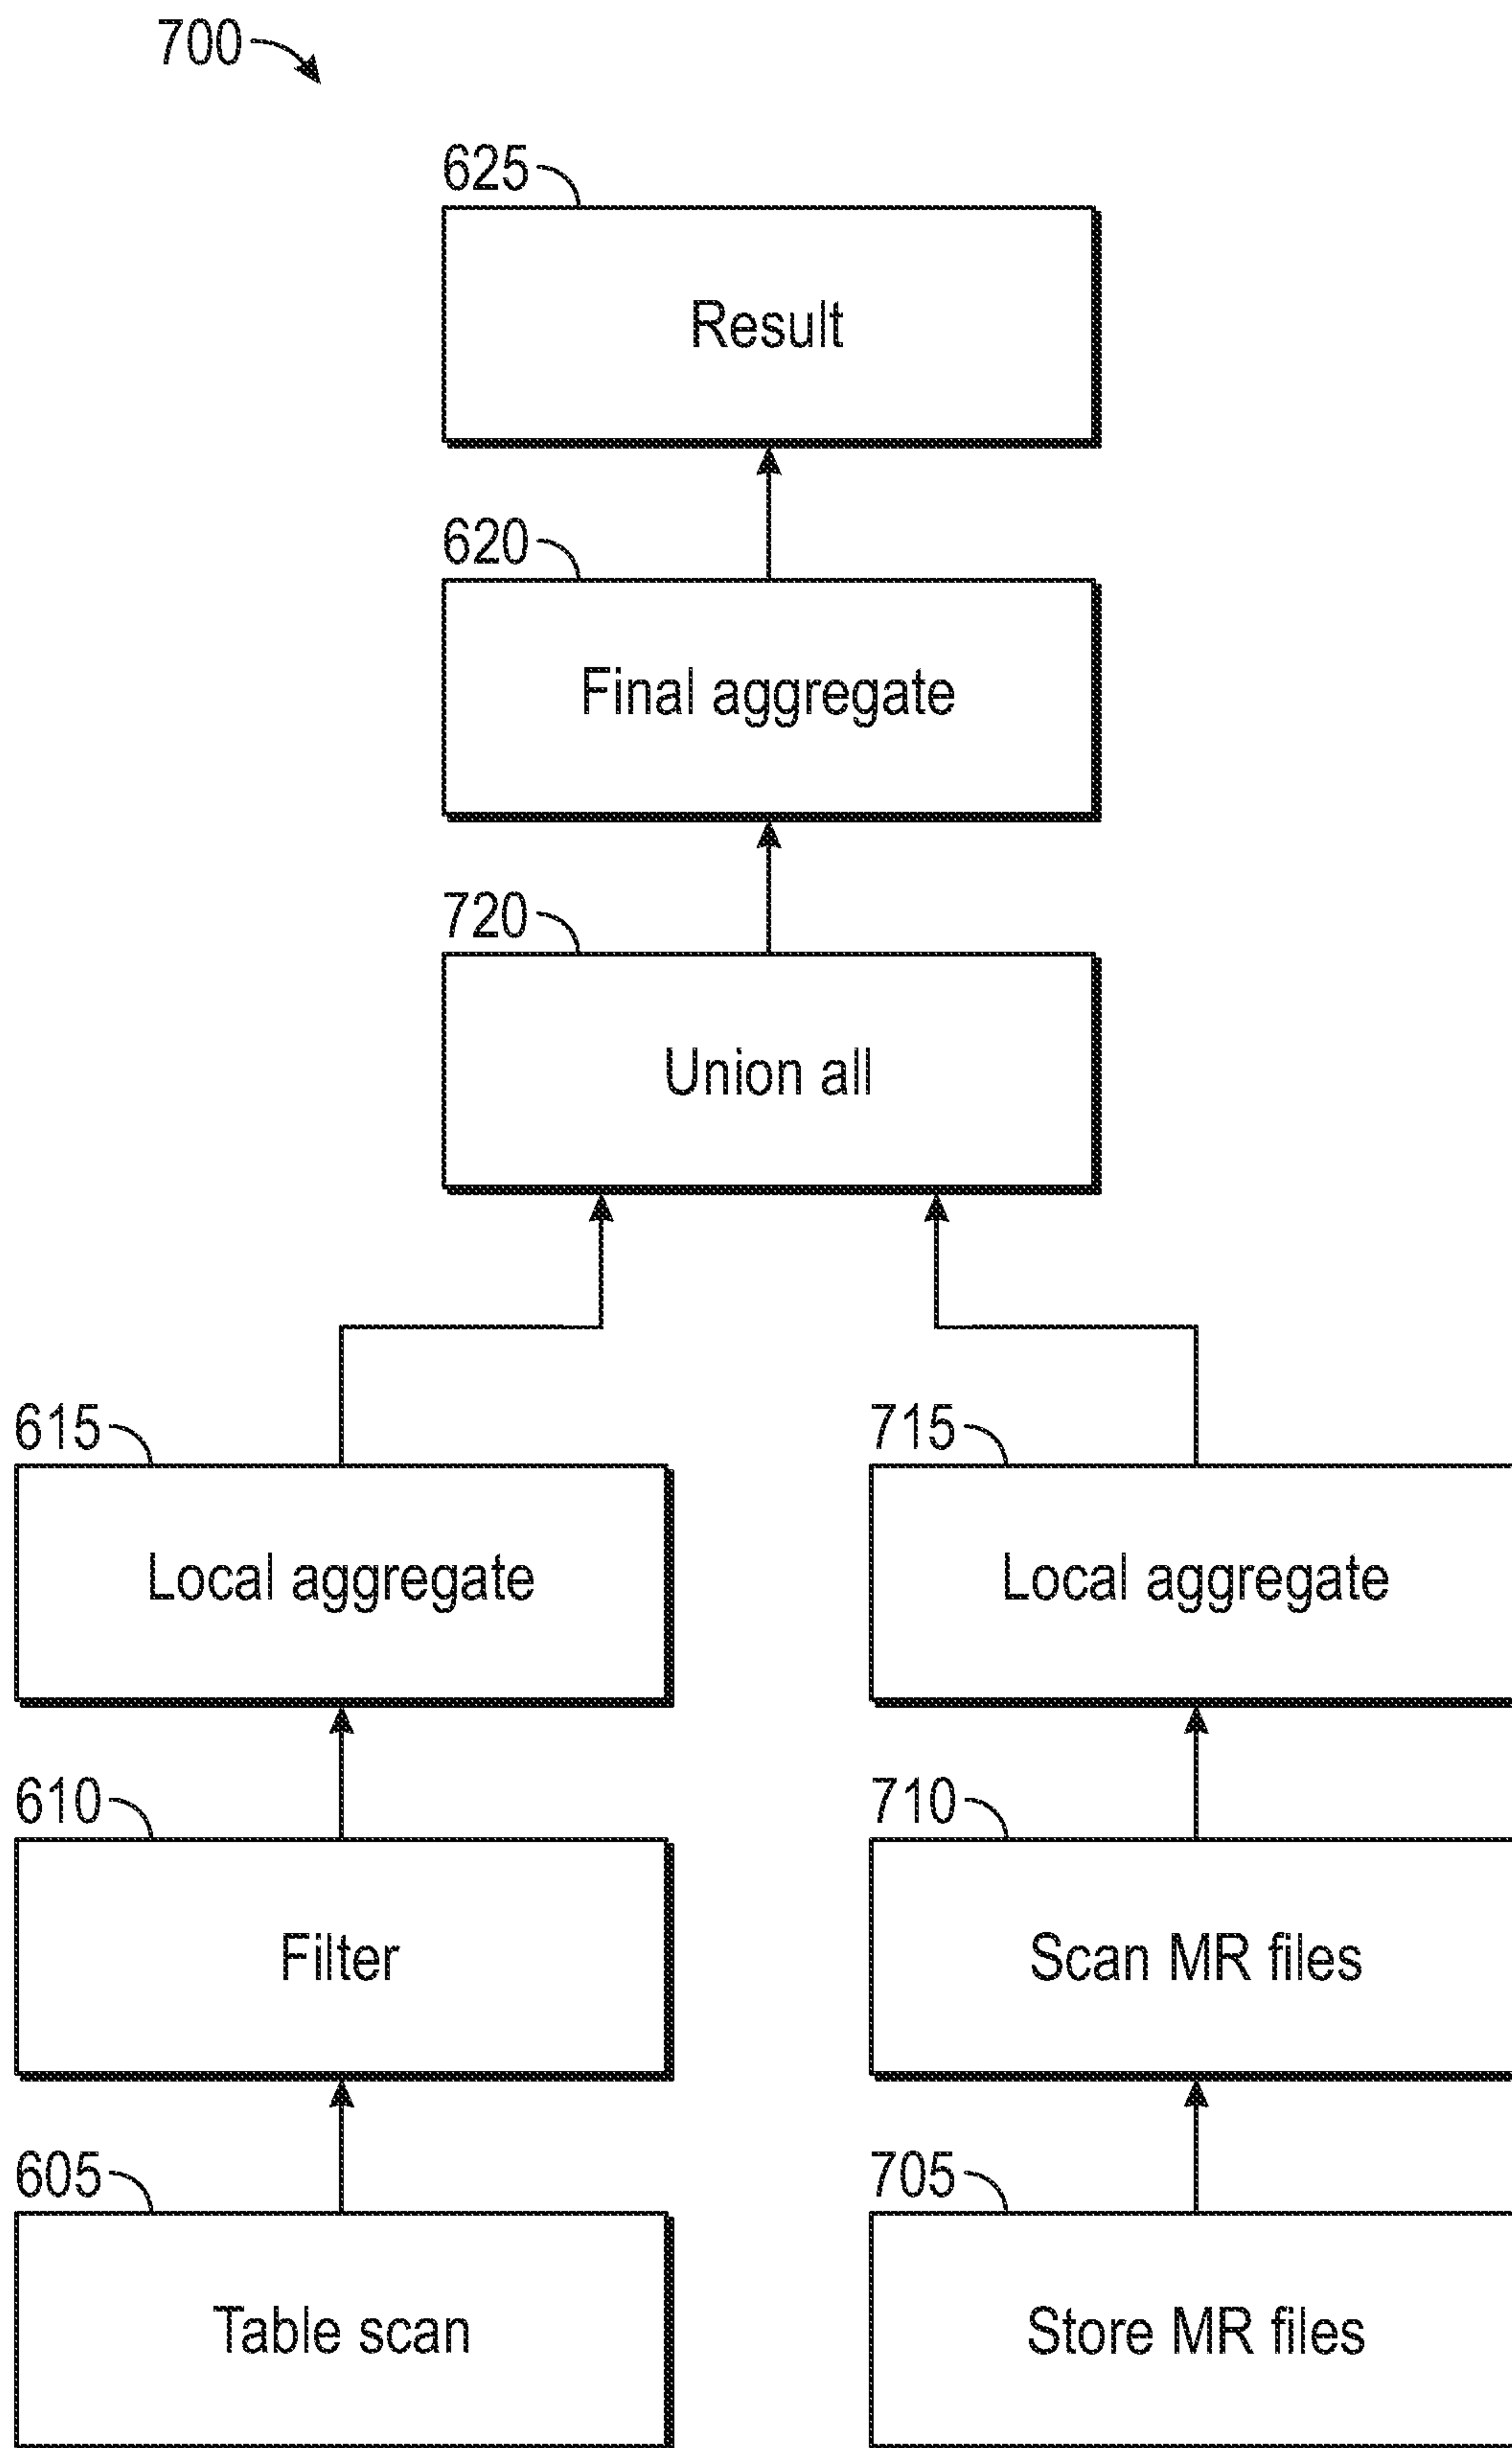 700
625
Result
620
Final aggregate
720
Union all
615
Local aggregate
715
Local aggregate
610
Filter
710
Scan MR files
605
Table scan
705
Store MR files